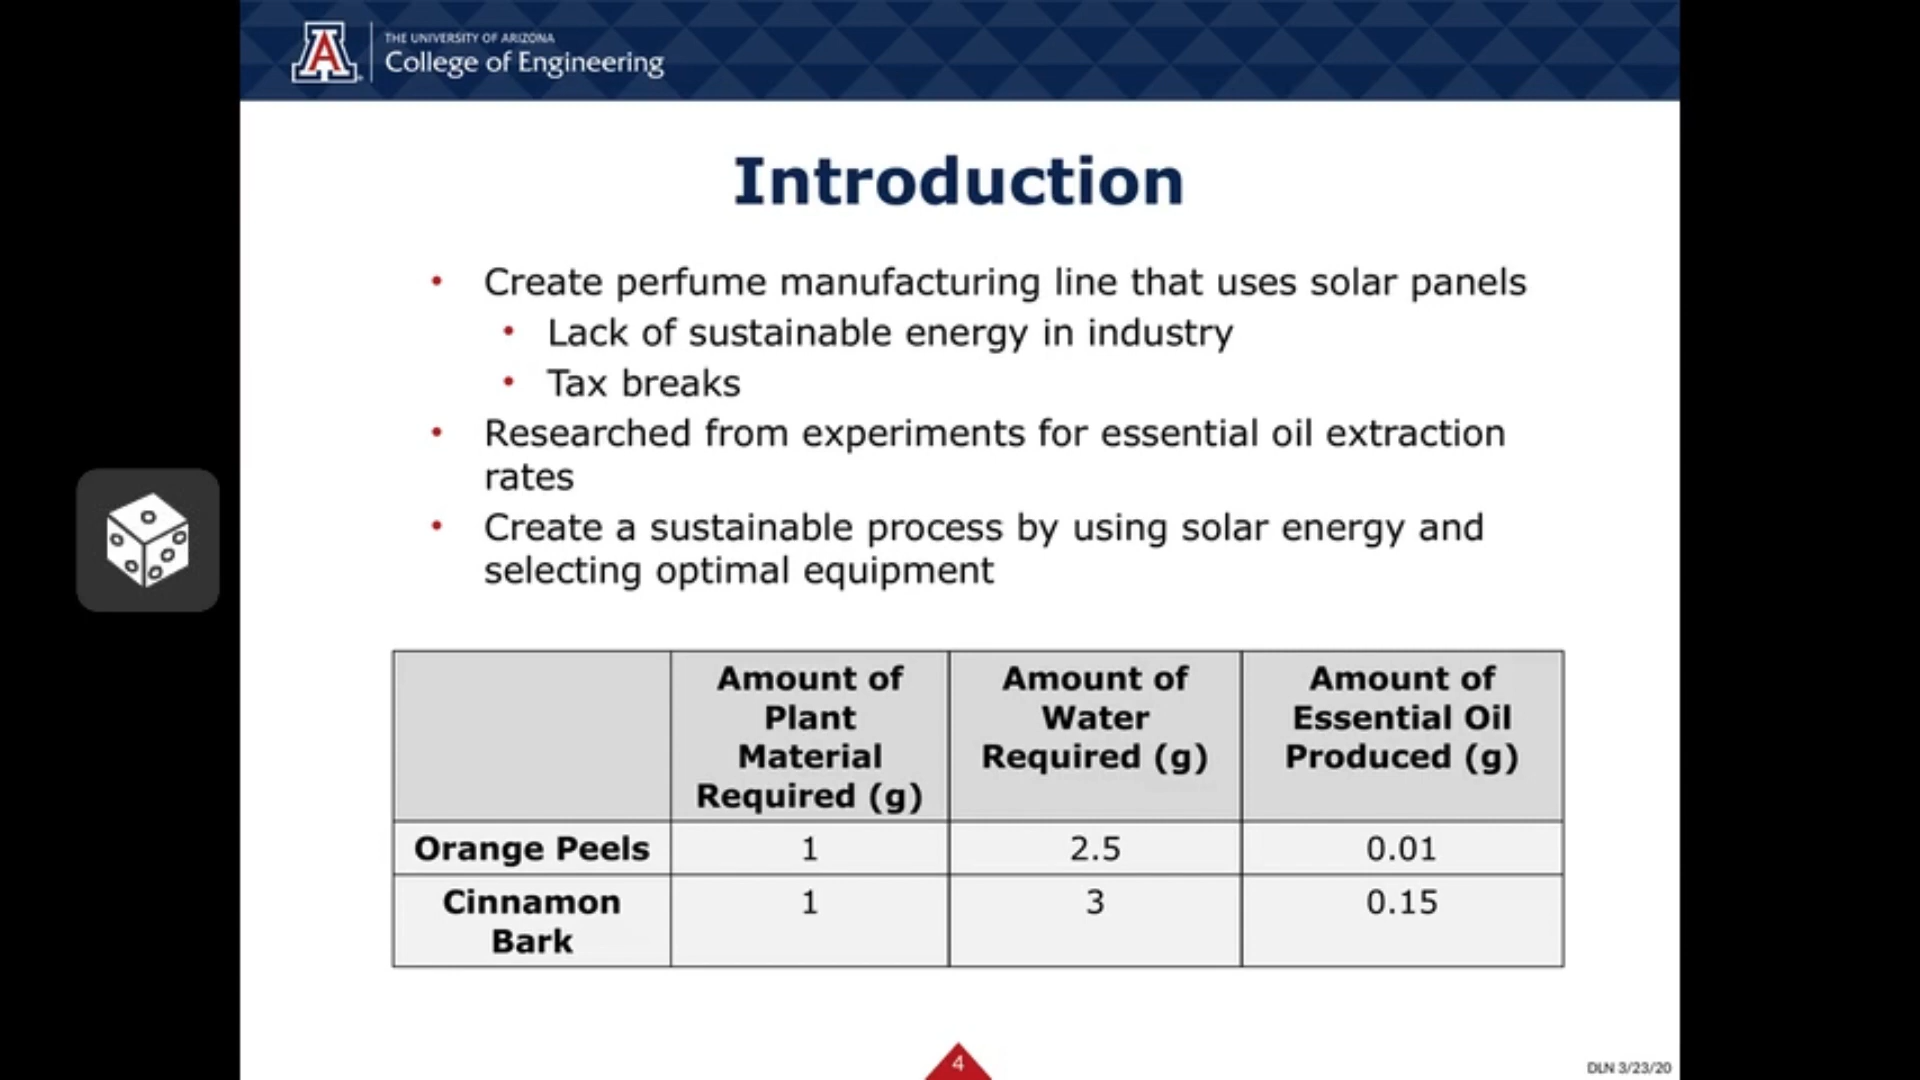 THE UNIVERSITY OF ARIZONA
College of Engineering
Introduction
• Create perfume manufacturing line that uses solar panels
• Lack of sustainable energy in industry
• Tax breaks
• Researched from experiments for essential oil extraction
rates
• Create a sustainable process by using solar energy and
selecting optimal equipment
Amount of Plant Material Required (g) Amount of Water Required (g) Amount of Essential Oil Produced (g)
Orange Peels 1 2.5 0.01
Cinnamon Bark 1 3 0.15
4
DLN 3/23/20